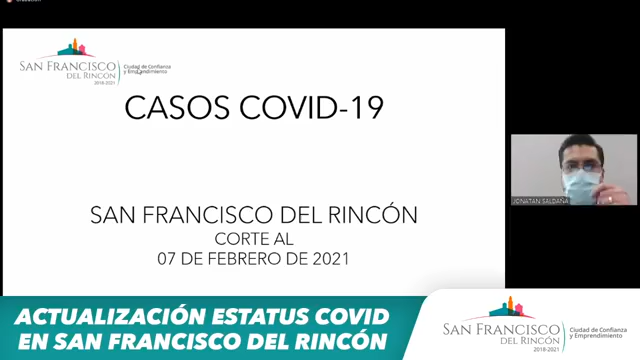 SAN FRANCISCO
DEL RINCÓN
2018-2021
Ciudad de Confianza
y Emprendimiento
CASOS COVID-19
SAN FRANCISCO DEL RINCÓN
CORTE AL
07 DE FEBRERO DE 2021
JONATAN SALDAÑA
ACTUALIZACIÓN ESTATUS COVID
EN SAN FRANCISCO DEL RINCÓN
SAN FRANCISCO
DEL RINCÓN
2018-2021
Ciudad de Confianza
y Emprendimiento